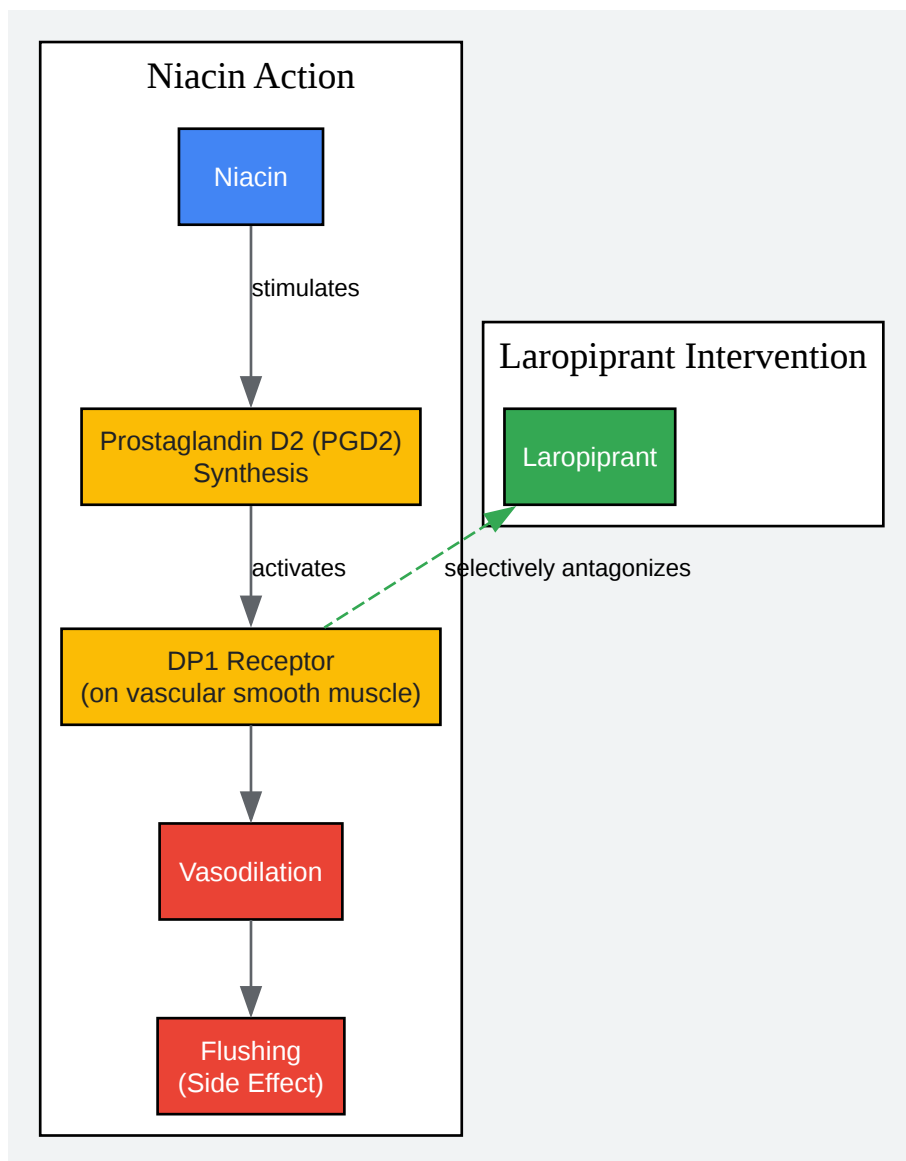 Niacin Action
Niacin
stimulates
Laropiprant Intervention
Prostaglandin D2 (PGD2)
Synthesis
Laropiprant
activates
selectively antagonizes
DP1 Receptor
(on vascular smooth muscle)
Vasodilation
Flushing
(Side Effect)